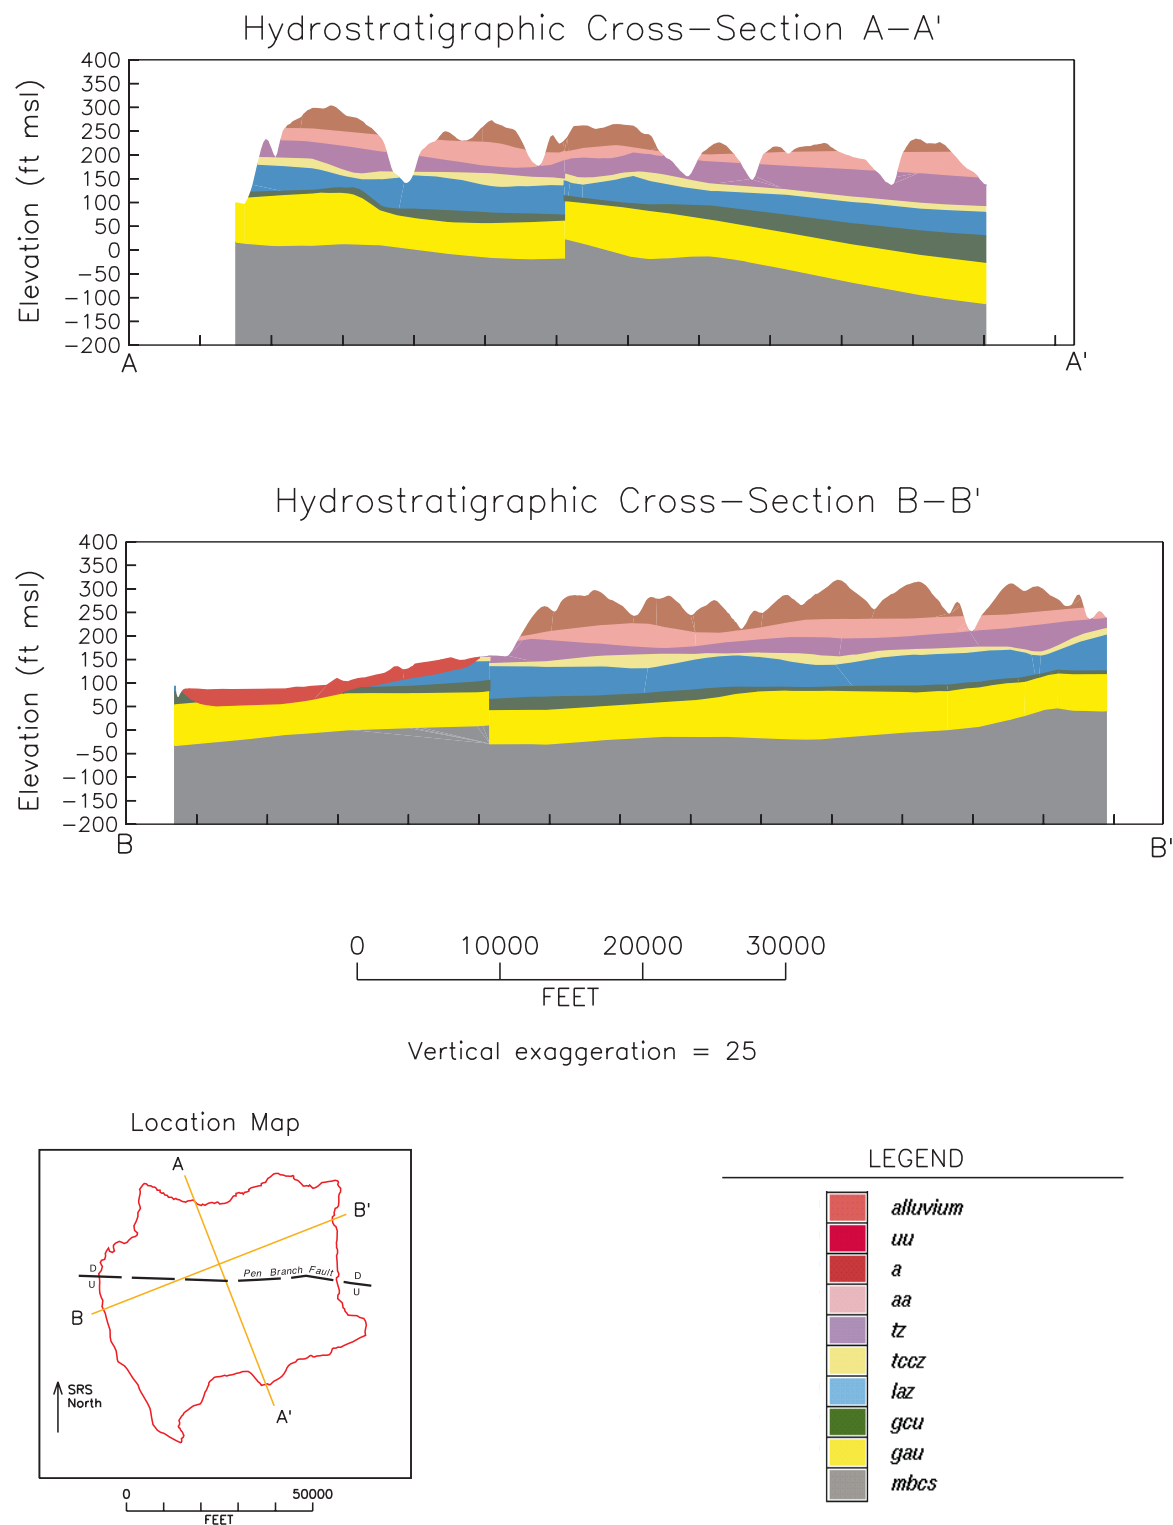 Hydrostratigraphic Cross-Section A-A'
Elevation (ft msl)
400
350
300
250
200
150
100
50
0
-50
-100
-150
-200
A A'
Hydrostratigraphic Cross-Section B-B'
Elevation (ft msl)
400
350
300
250
200
150
100
50
0
-50
-100
-150
-200
B B'
0 10000 20000 30000
FEET
Vertical exaggeration = 25
Location Map
A
B'
D Pen Branch Fault D
U U
B
SRS
North
A'
0 50000
FEET
LEGEND
alluvium
uu
a
aa
tz
tccz
laz
gcu
gau
mbcs